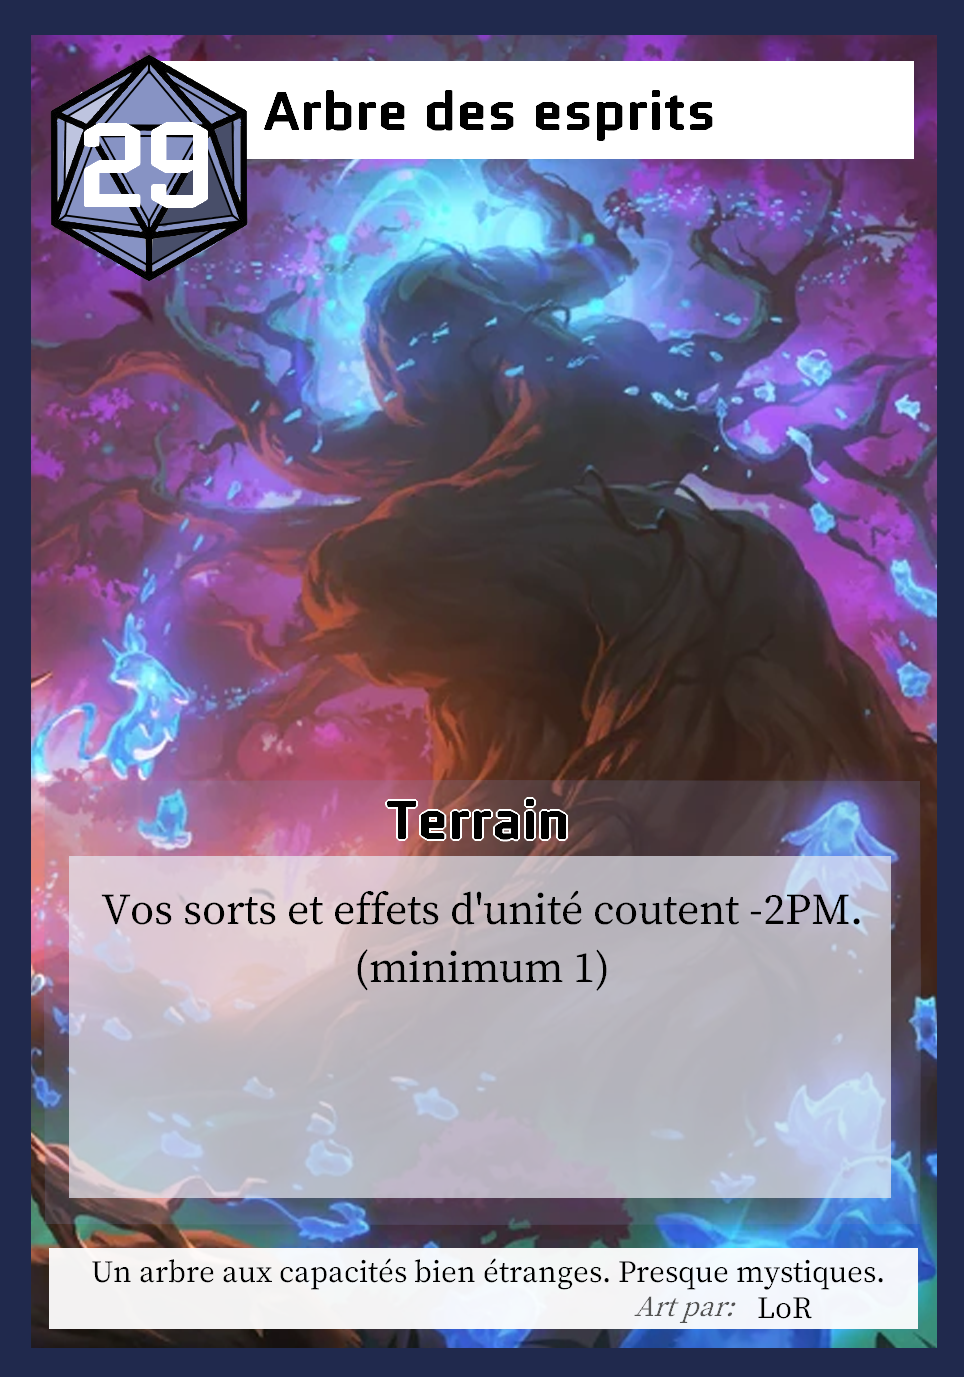 29
Arbre des esprits
Terrain
Vos sorts et effets d'unité coutent -2PM.
(minimum 1)
Un arbre aux capacités bien étranges. Presque mystiques.
Art par: LoR